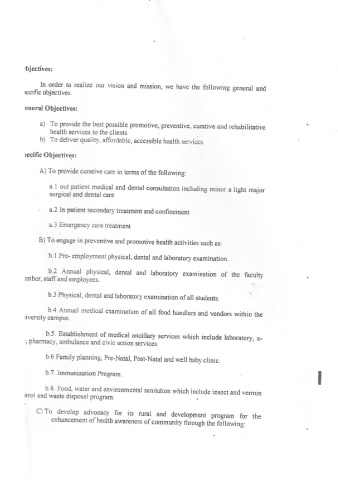 bjectives:
In order to realize our vision and mission, we have the following general and
ecific objectives.
eneral Objectives:
a) To provide the best possible promotive, preventive, curative and rehabilitative
health services to the clients
b) To deliver quality, affordable, accessible health services
pecific Objectives:
A) To provide curative care in terms of the following:
a.1 out patient medical and dental consultation including minor a light major
surgical and dental care
a.2 In patient secondary treatment and confinement
a.3 Emergency care treatment
B) To engage in preventive and promotive health activities such as:
b.1 Pre- employment physical, dental and laboratory examination.
b.2 Annual physical, dental and laboratory examination of the faculty
ember, staff and employees.
b.3 Physical, dental and laboratory examination of all students.
b.4 Annual medical examination of all food handlers and vendors within the
iversity campus.
b.5. Establishment of medical ancillary services which include laboratory, x-
, pharmacy, ambulance and civic action services.
b.6 Family planning, Pre-Natal, Post-Natal and well baby clinic.
b.7. Immunization Program.
b.8. Food, water and environmental sanitation which include insect and vermin
trol and waste disposal program.
C) To develop advocacy for its rural and development program for the
enhancement of health awareness of community through the following: